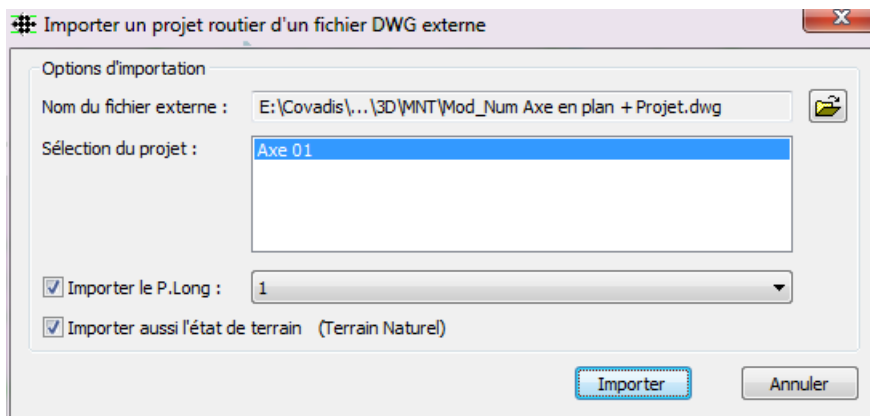 Importer un projet routier d'un fichier DWG externe
Options d'importation
Nom du fichier externe : E:\Covadis\...\3D\MNT\Mod_Num Axe en plan + Projet.dwg
Sélection du projet : Axe 01
Importer le P.Long : 1
Importer aussi l'état de terrain (Terrain Naturel)
Importer Annuler